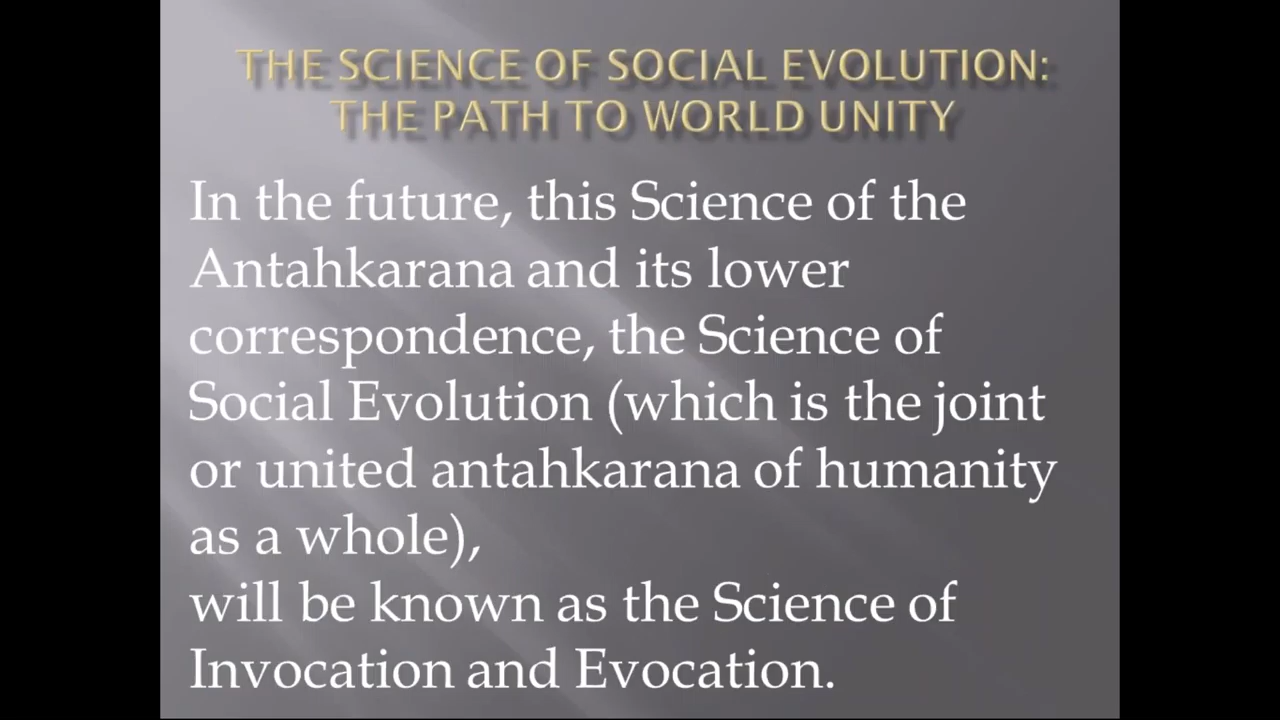 THE SCIENCE OF SOCIAL EVOLUTION:
THE PATH TO WORLD UNITY
In the future, this Science of the
Antahkarana and its lower
correspondence, the Science of
Social Evolution (which is the joint
or united antahkarana of humanity
as a whole),
will be known as the Science of
Invocation and Evocation.